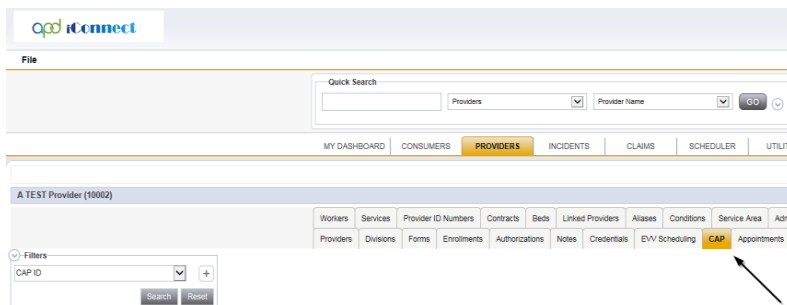 apd iConnect
File
Quick Search
Providers Provider Name GO
MY DASHBOARD CONSUMERS PROVIDERS INCIDENTS CLAIMS SCHEDULER UTILIT
A TEST Provider (10002)
Workers Services Provider ID Numbers Contracts Beds Linked Providers Aliases Conditions Service Area Adm
Providers Divisions Forms Enrollments Authorizations Notes Credentials EVV Scheduling CAP Appointments
Filters
CAP ID +
Search Reset